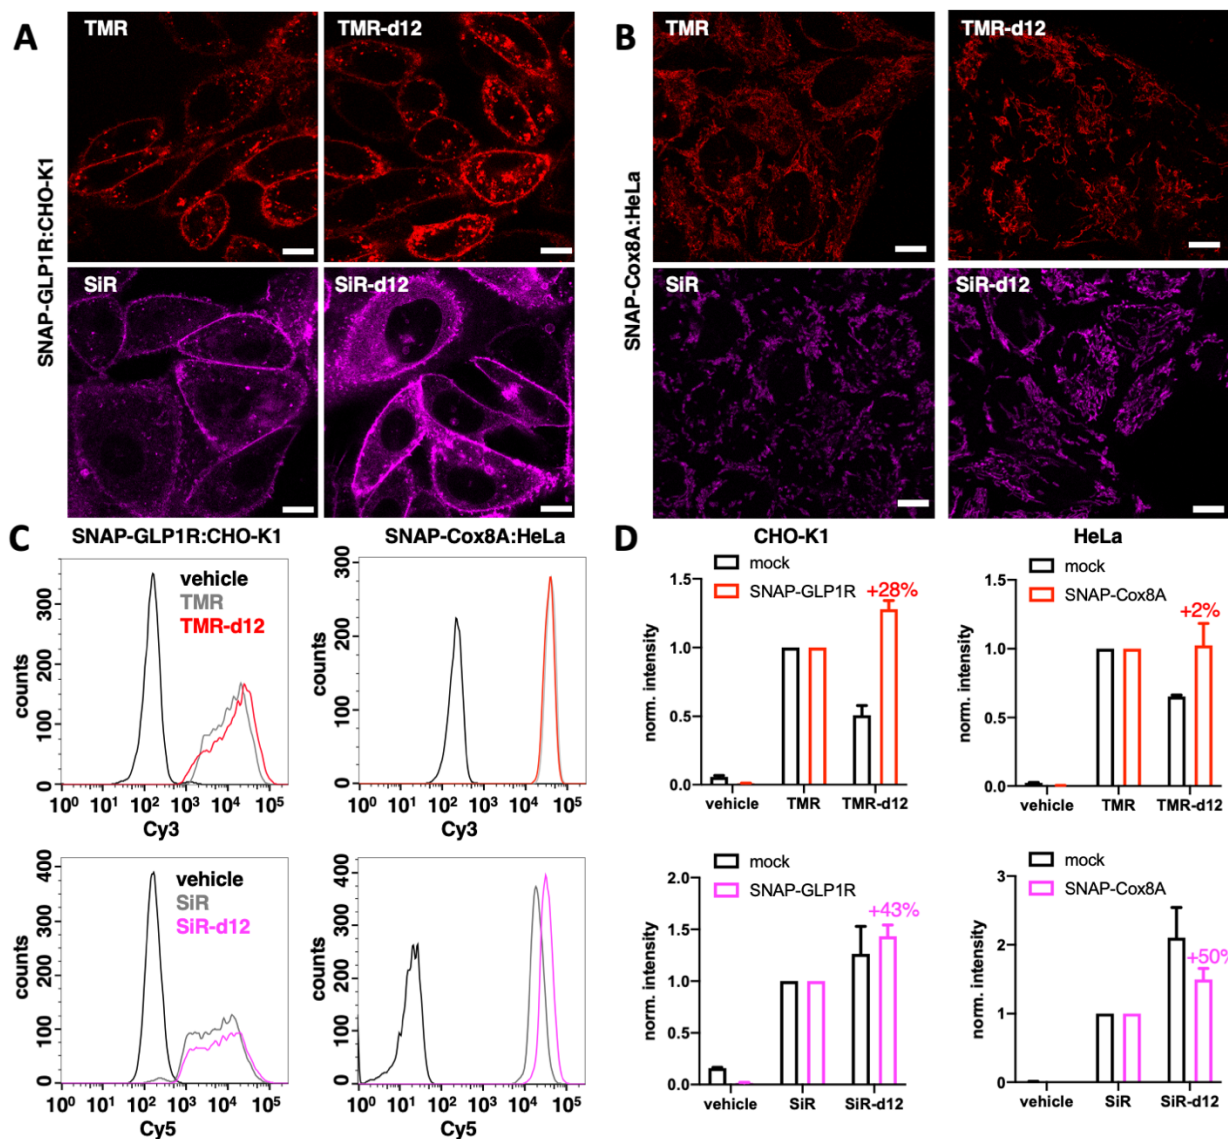 A
TMR
TMR-d12
SNAP-GLP1R:CHO-K1
SiR
SiR-d12
B
TMR
TMR-d12
SNAP-Cox8A:HeLa
SiR
SiR-d12
C
SNAP-GLP1R:CHO-K1
SNAP-Cox8A:HeLa
vehicle
TMR
TMR-d12
counts
300
200
100
0
10⁰ 10¹ 10² 10³ 10⁴ 10⁵
Cy3
counts
300
200
100
0
10⁰ 10¹ 10² 10³ 10⁴ 10⁵
Cy3
vehicle
SiR
SiR-d12
counts
400
300
200
100
0
10⁰ 10¹ 10² 10³ 10⁴ 10⁵
Cy5
counts
400
300
200
100
0
10⁰ 10¹ 10² 10³ 10⁴ 10⁵
Cy5
D
CHO-K1
HeLa
mock
SNAP-GLP1R
+28%
norm. intensity
1.5
1.0
0.5
0.0
vehicle TMR TMR-d12
mock
SNAP-Cox8A
+2%
norm. intensity
1.5
1.0
0.5
0.0
vehicle TMR TMR-d12
mock
SNAP-GLP1R
+43%
norm. intensity
2.0
1.5
1.0
0.5
0.0
vehicle SiR SiR-d12
mock
SNAP-Cox8A
+50%
norm. intensity
3
2
1
0
vehicle SiR SiR-d12